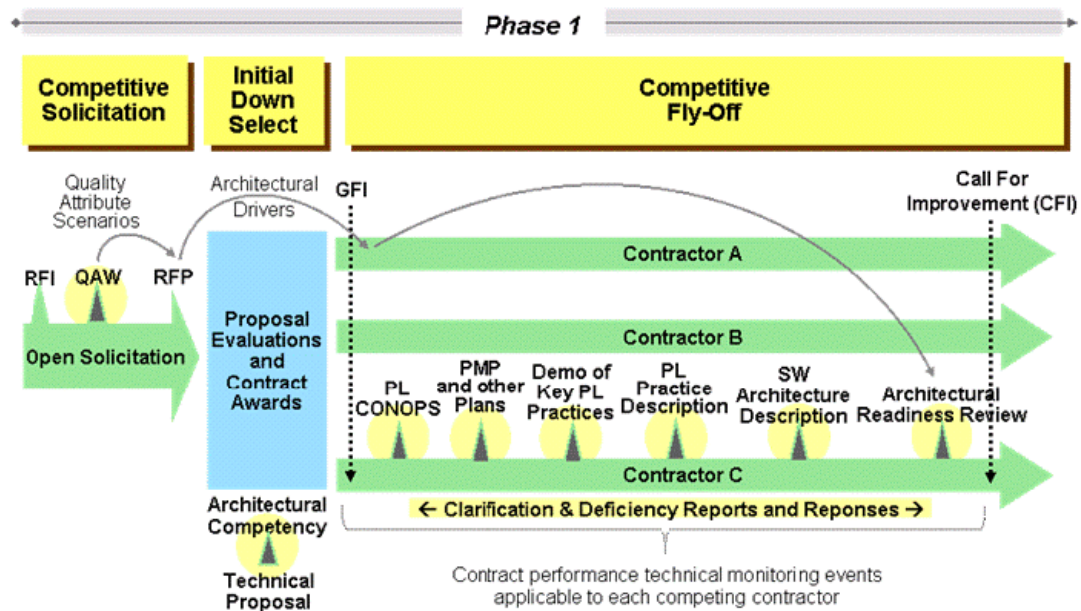 Phase 1
Competitive
Solicitation
Initial
Down
Select
Competitive
Fly-Off
Quality
Attribute
Scenarios
Architectural
Drivers
GFI
Call For
Improvement (CFI)
RFI
QAW
RFP
Contractor A
Open Solicitation
Proposal
Evaluations
and
Contract
Awards
Contractor B
PL
CONOPS
PMP
and other
Plans
Demo of
Key PL
Practices
PL
Practice
Description
SW
Architecture
Description
Architectural
Readiness Review
Contractor C
Architectural
Competency
Technical
Proposal
← Clarification & Deficiency Reports and Reponses →
Contract performance technical monitoring events
applicable to each competing contractor